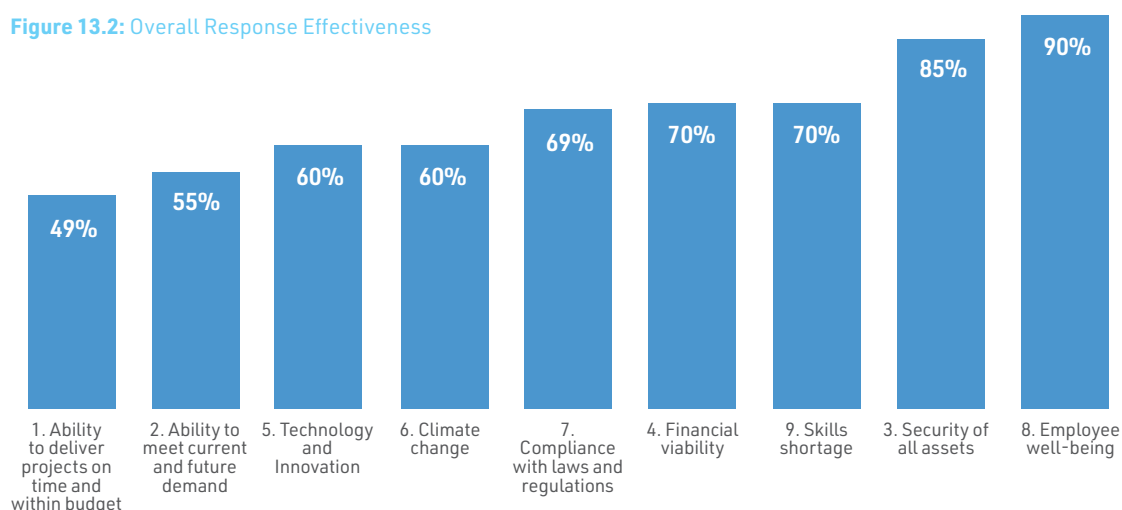 Figure 13.2: Overall Response Effectiveness
49%
55%
60%
60%
69%
70%
70%
85%
90%
1. Ability
to deliver
projects on
time and
within budget
2. Ability to
meet current
and future
demand
5. Technology
and
Innovation
6. Climate
change
7.
Compliance
with laws and
regulations
4. Financial
viability
9. Skills
shortage
3. Security of
all assets
8. Employee
well-being